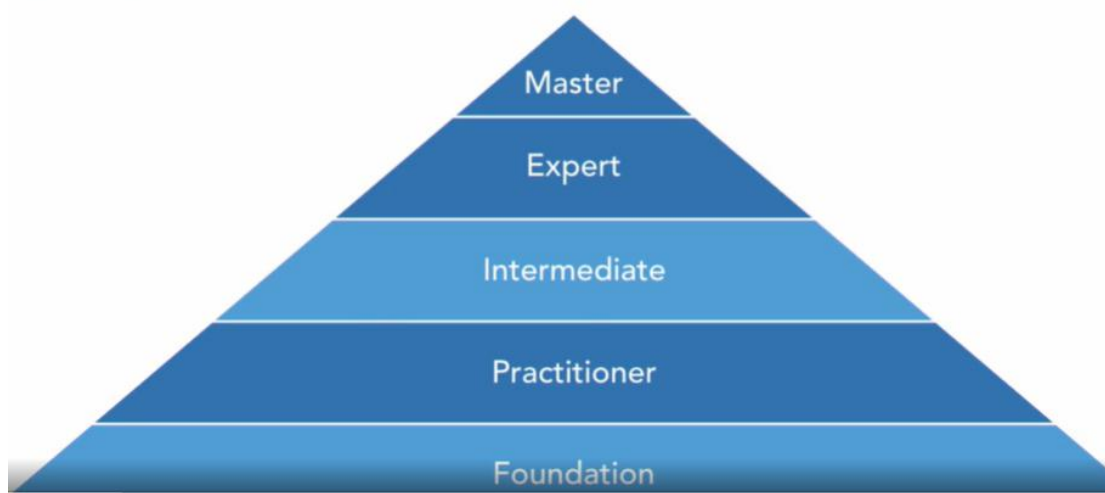 Master
Expert
Intermediate
Practitioner
Foundation